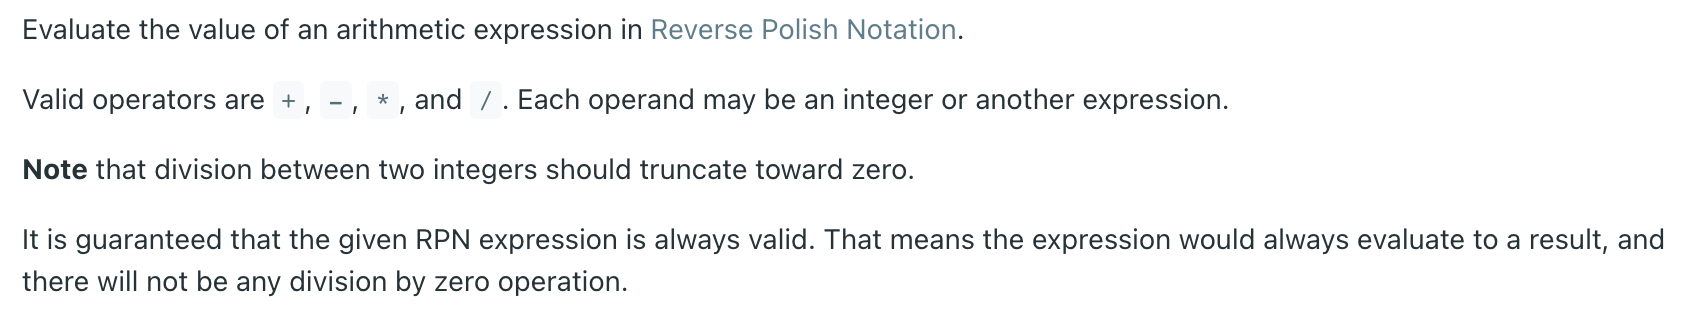 Evaluate the value of an arithmetic expression in Reverse Polish Notation.
Valid operators are +, -, *, and /. Each operand may be an integer or another expression.
Note that division between two integers should truncate toward zero.
It is guaranteed that the given RPN expression is always valid. That means the expression would always evaluate to a result, and
there will not be any division by zero operation.